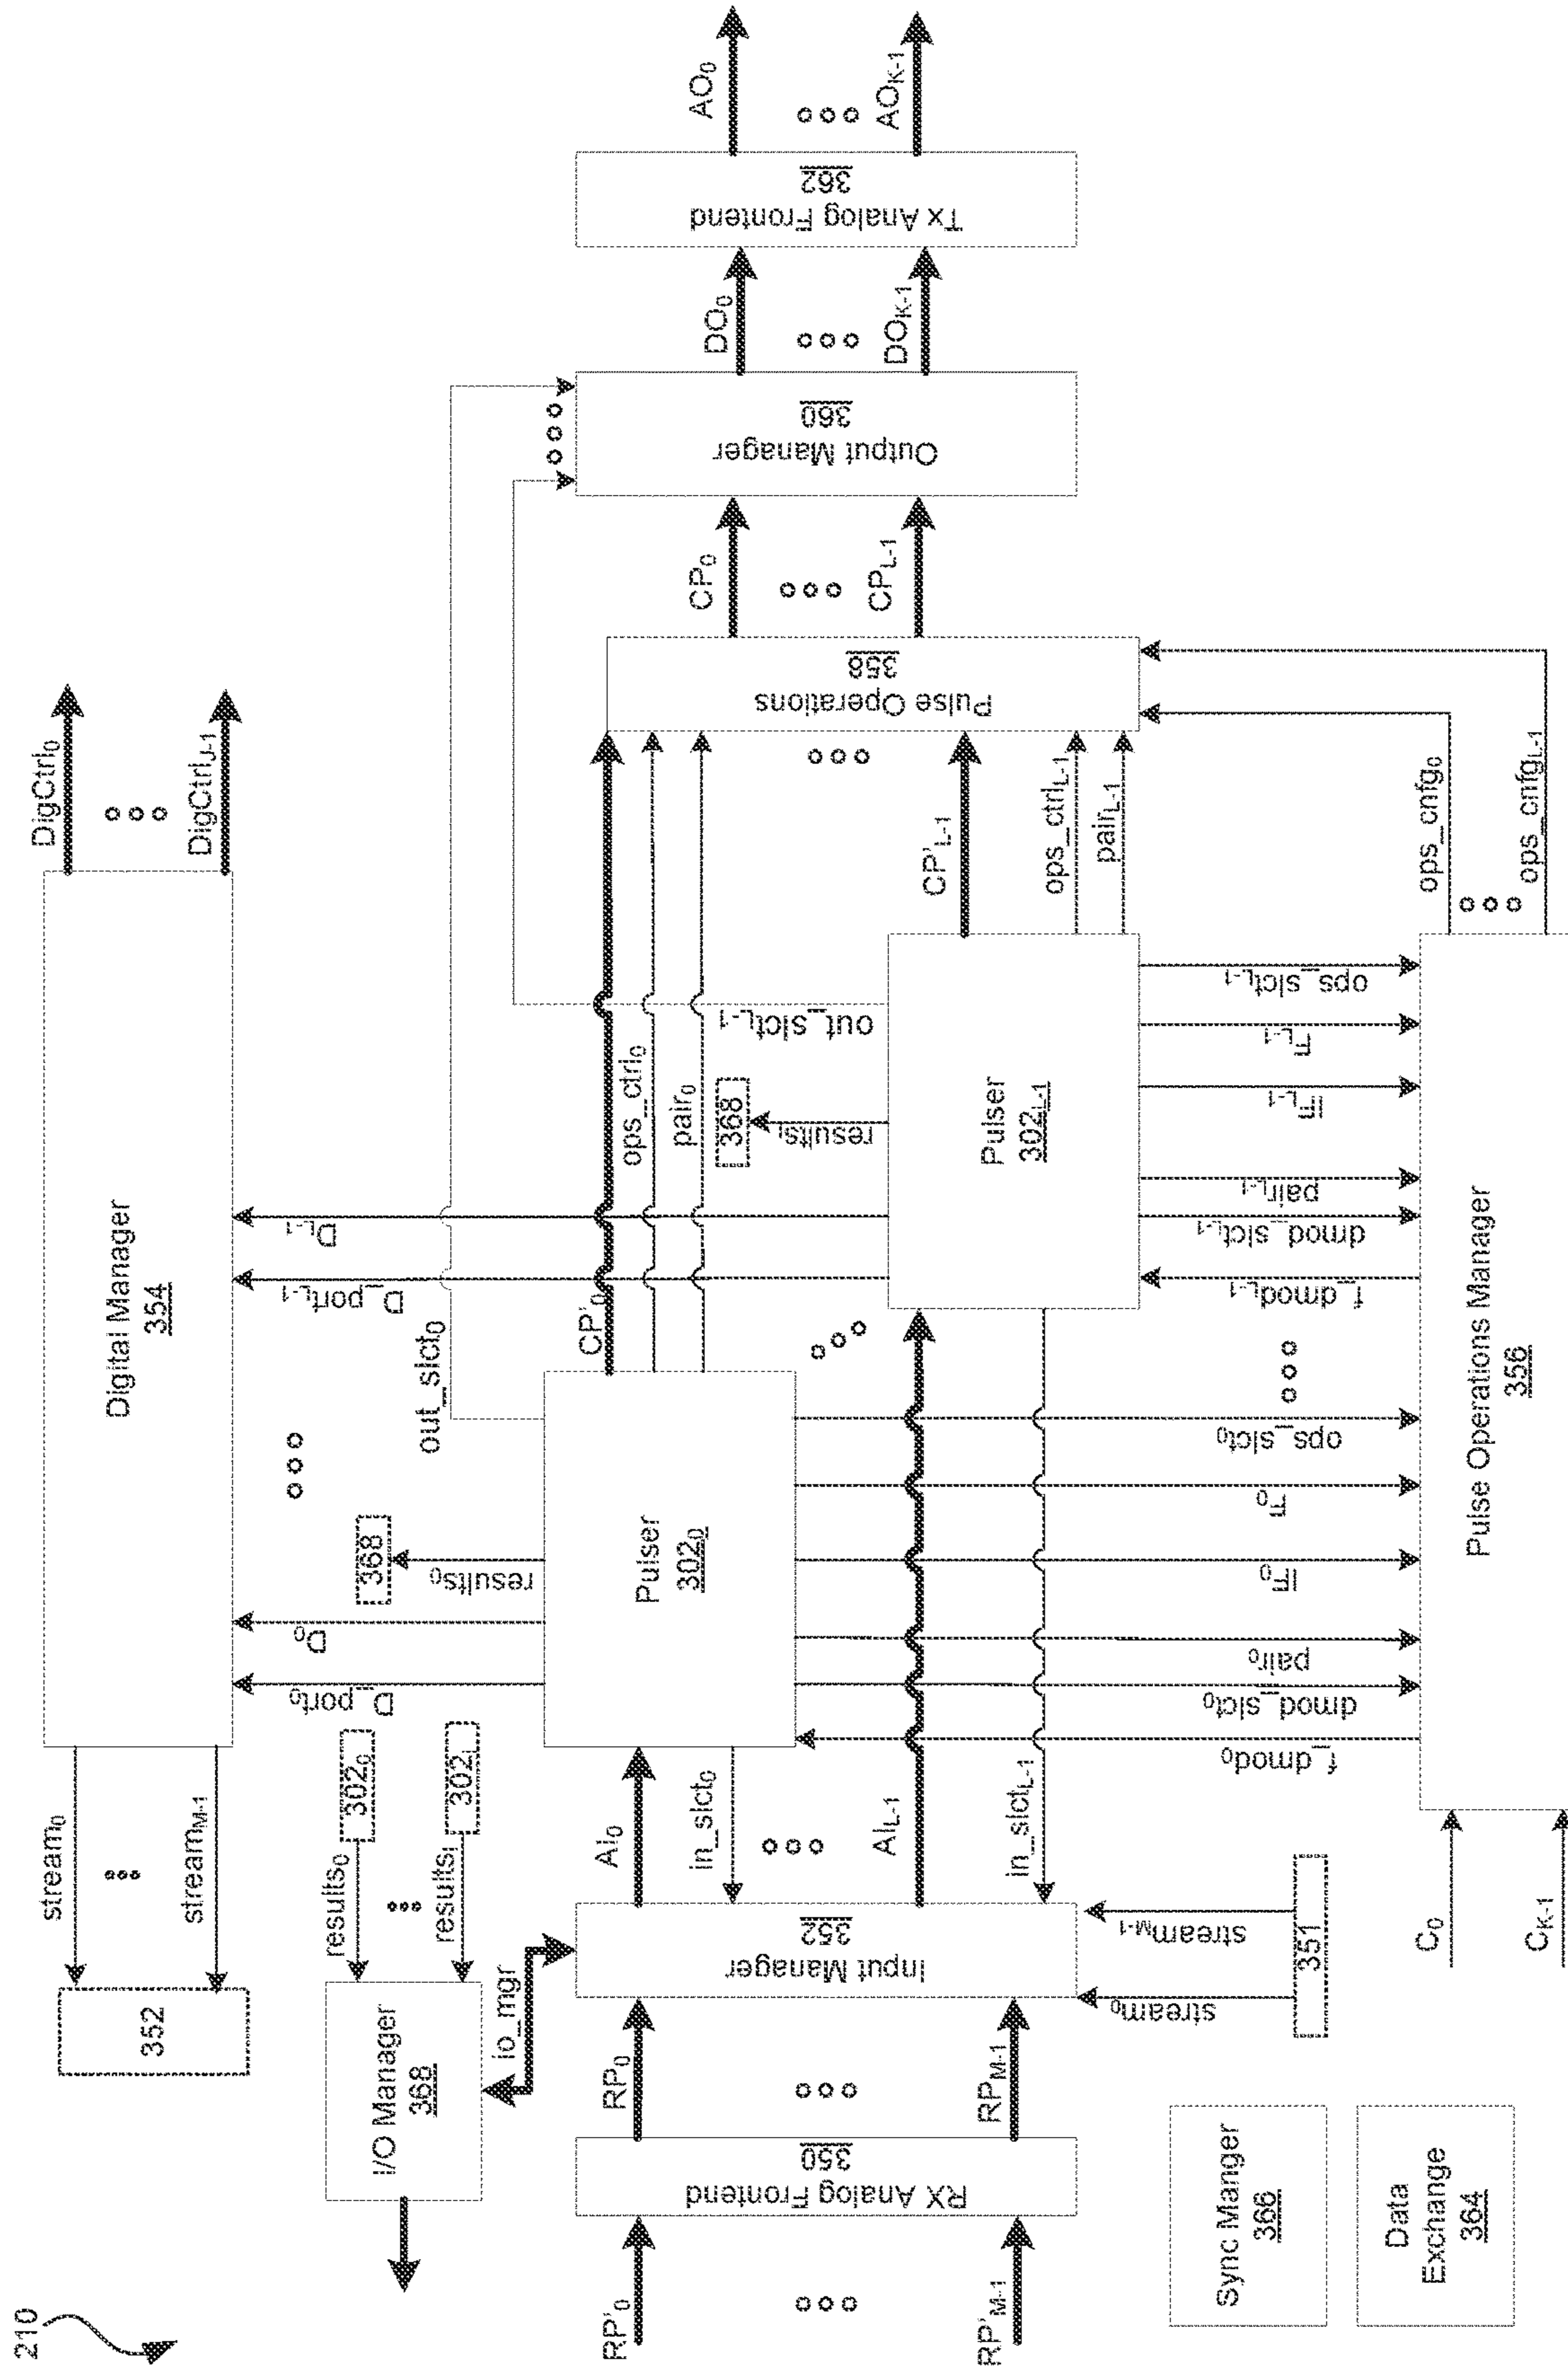 210
DigCtrl0
DigCtrlJ-1
Digital Manager
354
stream0
streamM-1
352
3020
302l
results0
resultsl
I/O Manager
368
io_mgr
D_port0
D0
results0
368
out_slct0
D_portL-1
DL-1
resultsl
368
out_slctL-1
RP'0
RP'M-1
RX Analog Frontend
350
RP0
RPM-1
Input Manager
352
stream0
streamM-1
351
AI0
in_slct0
AIL-1
in_slctL-1
Pulser
3020
CP'0
ops_ctrl0
pair0
Pulser
302L-1
CP'L-1
ops_ctrlL-1
pairL-1
Pulse Operations
358
CP0
CPL-1
Output Manager
360
DO0
DOK-1
Tx Analog Frontend
362
AO0
AOK-1
f_dmod0
dmod_slct0
pair0
IF0
F0
ops_slct0
f_dmodL-1
dmod_slctL-1
pairL-1
IFL-1
FL-1
ops_slctL-1
C0
CK-1
Pulse Operations Manager
356
ops_cnfg0
ops_cnfgL-1
Sync Manger
366
Data
Exchange
364